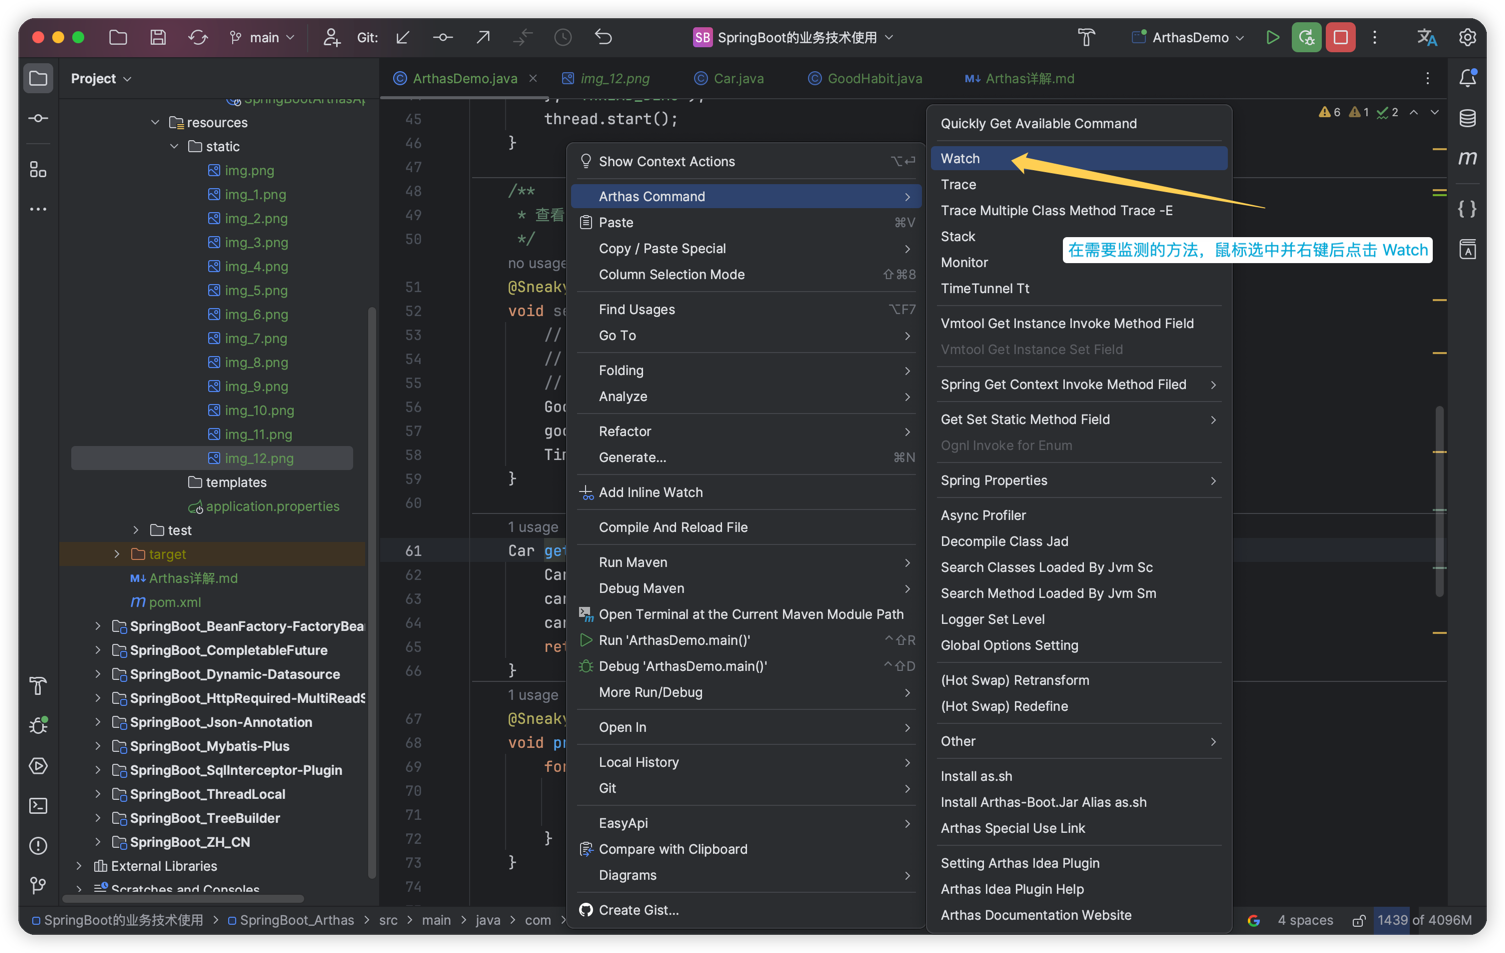 main
Git:
SB SpringBoot的业务技术使用
ArthasDemo
Project
ArthasDemo.java
img_12.png
Car.java
GoodHabit.java
M↓ Arthas详解.md
resources
static
img.png
img_1.png
img_2.png
img_3.png
img_4.png
img_5.png
img_6.png
img_7.png
img_8.png
img_9.png
img_10.png
img_11.png
img_12.png
templates
application.properties
test
target
M↓ Arthas详解.md
m pom.xml
SpringBoot_BeanFactory-FactoryBea
SpringBoot_CompletableFuture
SpringBoot_Dynamic-Datasource
SpringBoot_HttpRequired-MultiReadS
SpringBoot_Json-Annotation
SpringBoot_Mybatis-Plus
SpringBoot_SqlInterceptor-Plugin
SpringBoot_ThreadLocal
SpringBoot_TreeBuilder
SpringBoot_ZH_CN
External Libraries
Scratches and Consoles
45 thread.start();
46 }
47
48 /**
49 * 查看
50 */
no usage
51 @Sneaky
52 void se
53 //
54 //
55 //
56 Goo
57 goo
58 Tim
59 }
60
1 usage
61 Car get
62 Car
63 car
64 car
65 ret
66 }
1 usage
67 @Sneaky
68 void pr
69 for
70
71
72 }
73 }
74
6 1 2
Show Context Actions ⌥⏎
Arthas Command
Paste ⌘V
Copy / Paste Special
Column Selection Mode ⇧⌘8
Find Usages ⌥F7
Go To
Folding
Analyze
Refactor
Generate... ⌘N
Add Inline Watch
Compile And Reload File
Run Maven
Debug Maven
Open Terminal at the Current Maven Module Path
Run 'ArthasDemo.main()' ^⇧R
Debug 'ArthasDemo.main()' ^⇧D
More Run/Debug
Open In
Local History
Git
EasyApi
Compare with Clipboard
Diagrams
Create Gist...
Quickly Get Available Command
Watch
Trace
Trace Multiple Class Method Trace -E
Stack
Monitor
TimeTunnel Tt
Vmtool Get Instance Invoke Method Field
Vmtool Get Instance Set Field
Spring Get Context Invoke Method Filed
Get Set Static Method Field
Ognl Invoke for Enum
Spring Properties
Async Profiler
Decompile Class Jad
Search Classes Loaded By Jvm Sc
Search Method Loaded By Jvm Sm
Logger Set Level
Global Options Setting
(Hot Swap) Retransform
(Hot Swap) Redefine
Other
Install as.sh
Install Arthas-Boot.Jar Alias as.sh
Arthas Special Use Link
Setting Arthas Idea Plugin
Arthas Idea Plugin Help
Arthas Documentation Website
在需要监测的方法，鼠标选中并右键后点击 Watch
SpringBoot的业务技术使用 > SpringBoot_Arthas > src > main > java > com >
4 spaces
1439 of 4096M